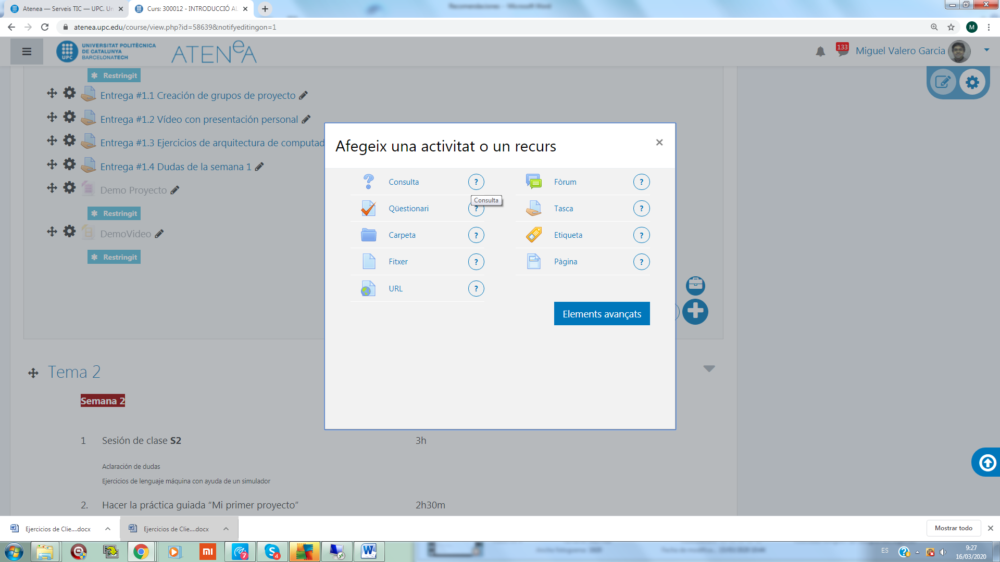 Recomendaciones - Microsoft Word
Atenea — Serveis TIC — UPC. Un
Curs: 300012 - INTRODUCCIÓ AL
atenea.upc.edu/course/view.php?id=58639&notifyeditingon=1
M
UNIVERSITAT POLITÈCNICA
DE CATALUNYA
BARCELONATECH
UPC
ATENeA
133
Miguel Valero Garcia
Restringit
Entrega #1.1 Creación de grupos de proyecto
Entrega #1.2 Vídeo con presentación personal
Entrega #1.3 Ejercicios de arquitectura de computad
Entrega #1.4 Dudas de la semana 1
Demo Proyecto
Restringit
DemoVideo
Restringit
Afegeix una activitat o un recurs
Consulta ?
Fòrum ?
Consulta
Qüestionari ?
Tasca ?
Carpeta ?
Etiqueta ?
Fitxer ?
Pàgina ?
URL ?
Elements avançats
Tema 2
Semana 2
1 Sesión de clase S2 3h
Aclaración de dudas
Ejercicios de lenguaje máquina con ayuda de un simulador
2. Hacer la práctica guiada “Mi primer proyecto” 2h30m
Ejercicios de Clie....docx
Ejercicios de Clie....docx
Mostrar todo
mi
7
4
ES
9:27
16/03/2020